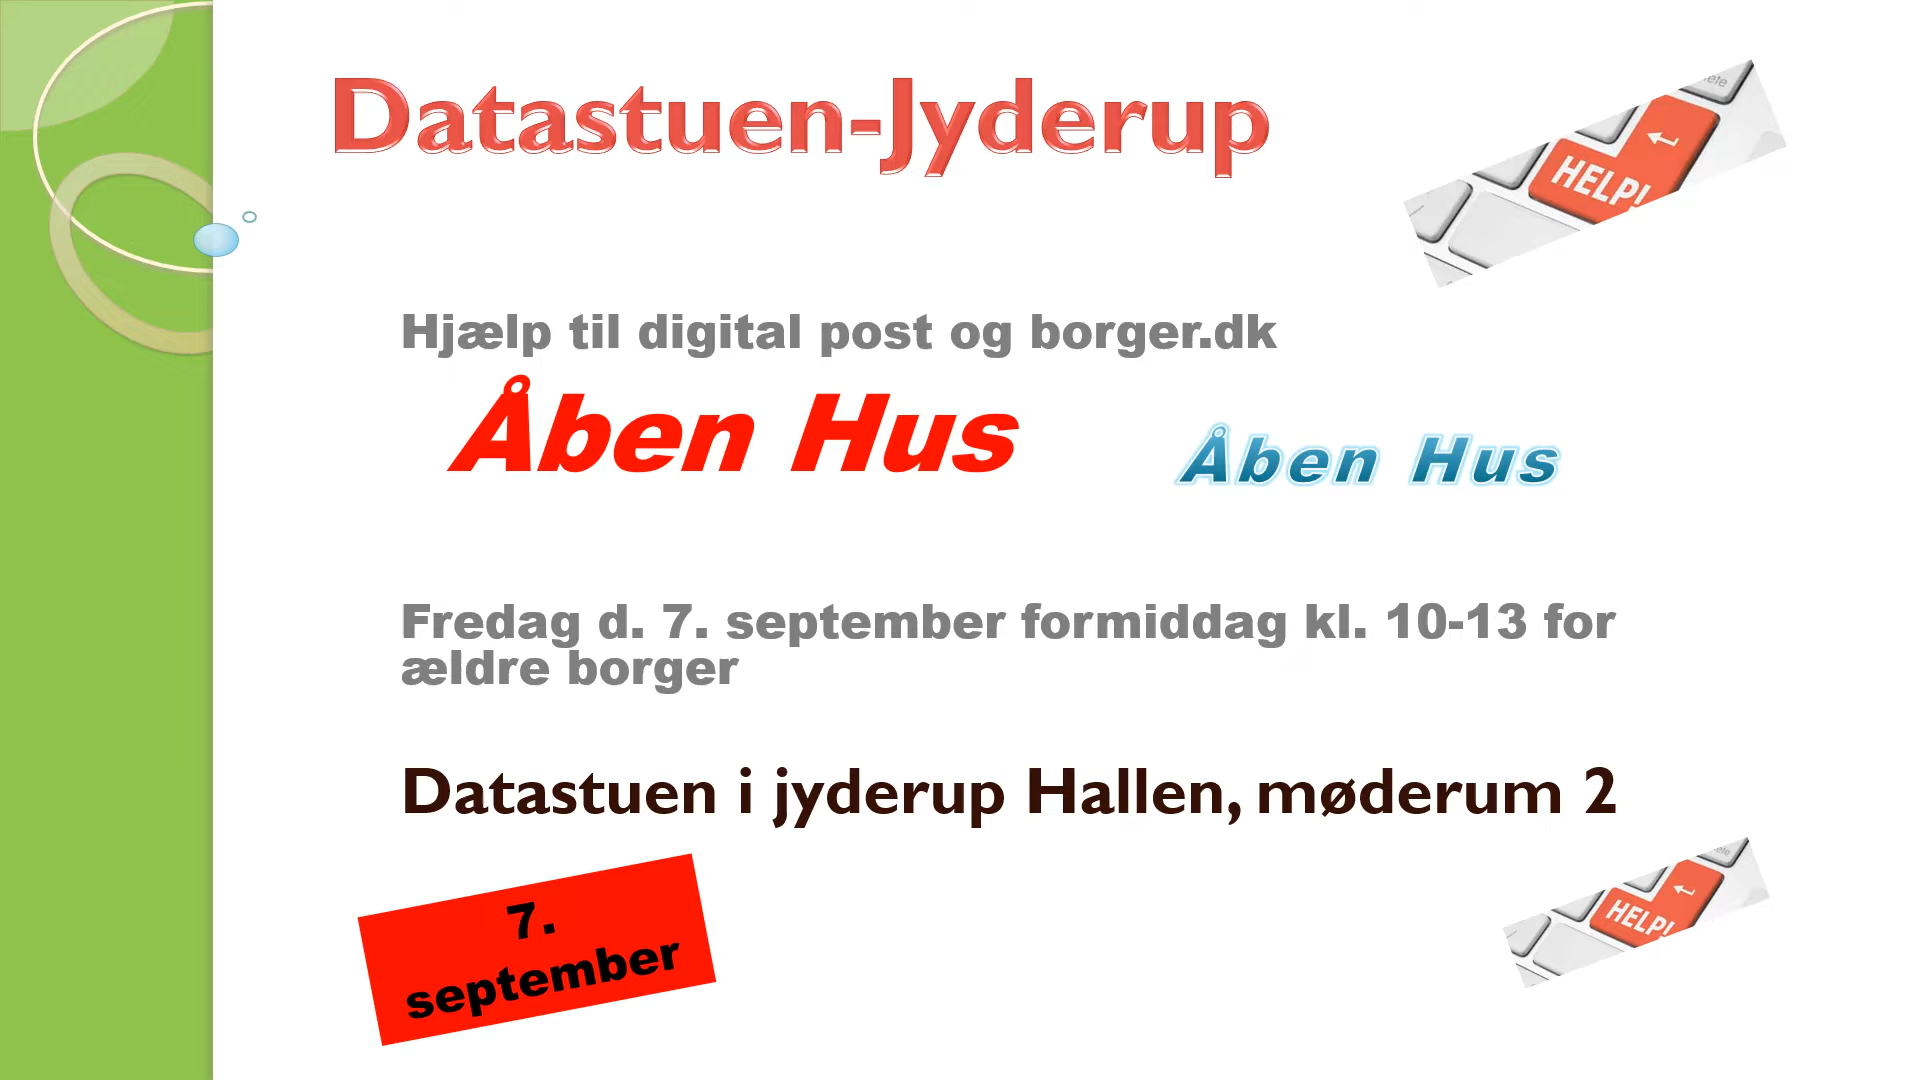 Datastuen-Jyderup
HELP!
Hjælp til digital post og borger.dk
Åben Hus
Åben Hus
Fredag d. 7. september formiddag kl. 10-13 for
ældre borger
Datastuen i jyderup Hallen, møderum 2
7.
september
HELP!